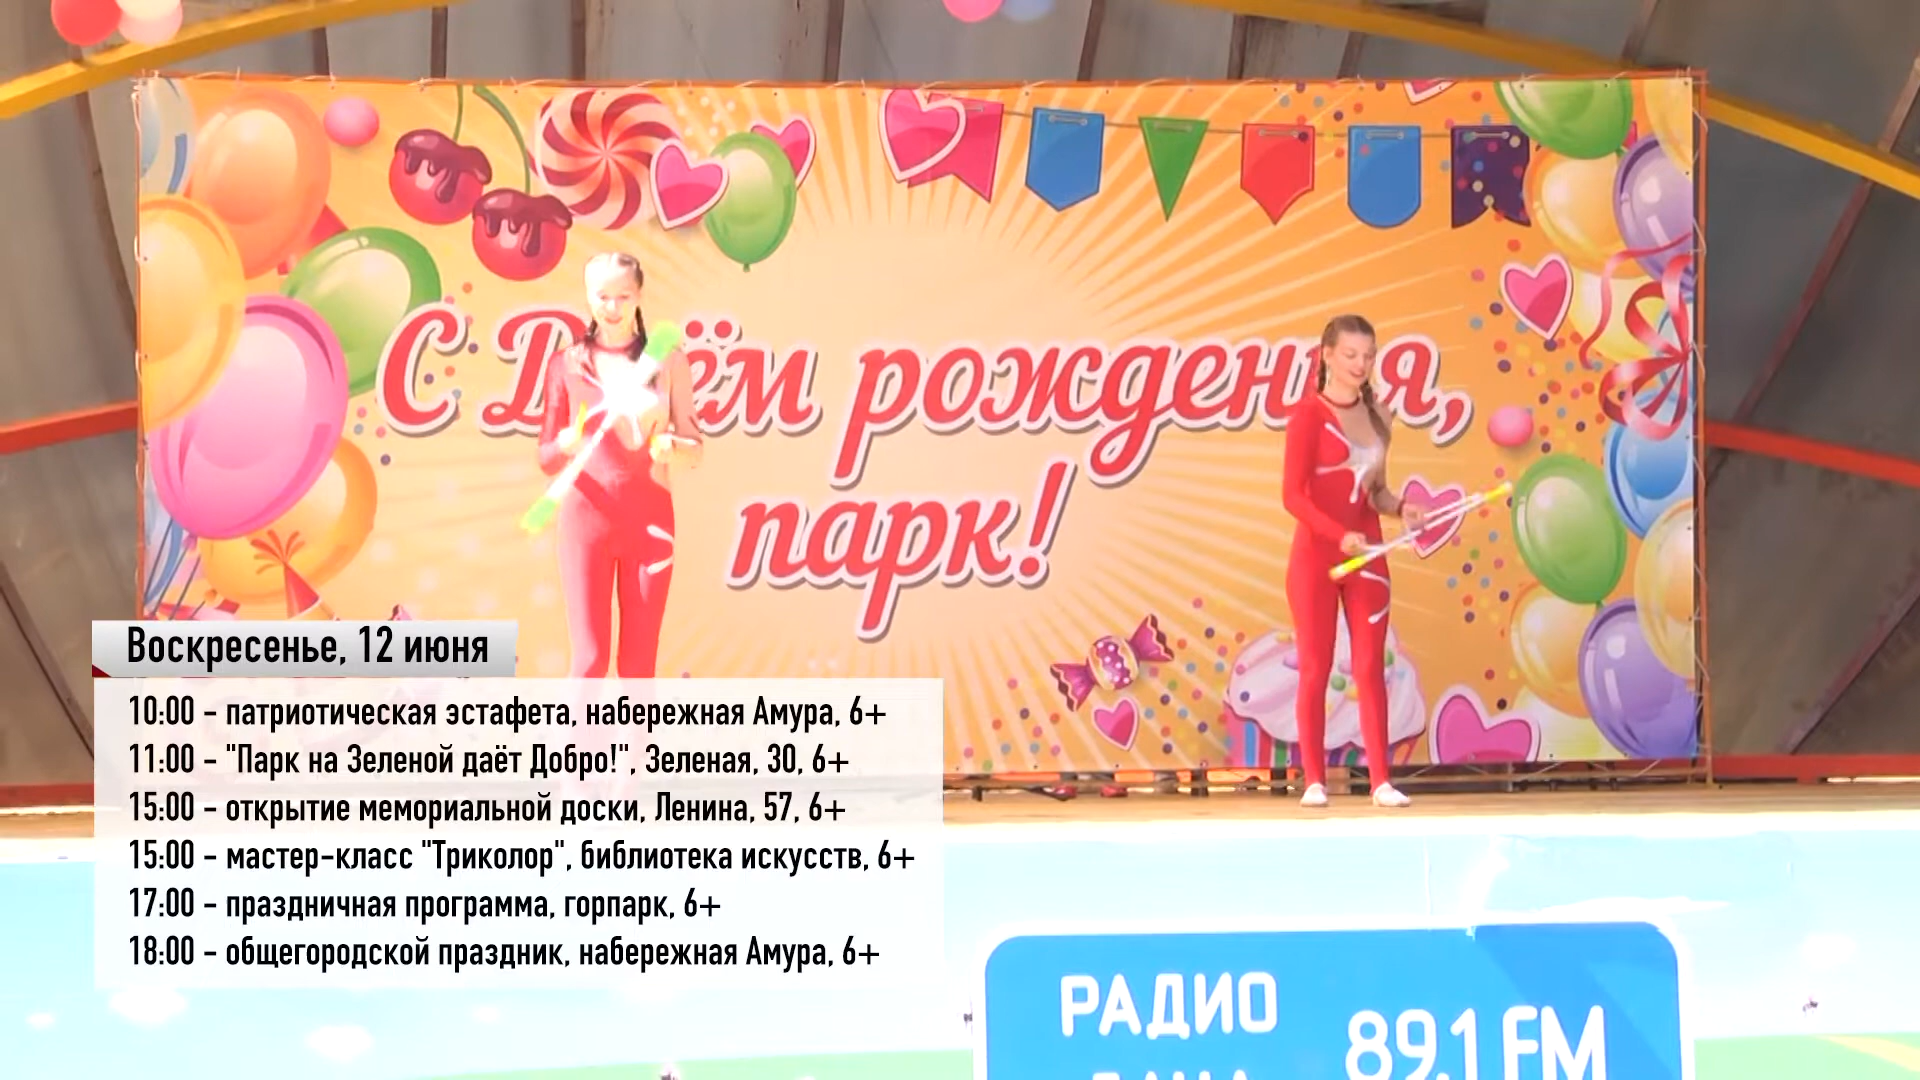 С Днём рождения,
парк!
Воскресенье, 12 июня
10:00 - патриотическая эстафета, набережная Амура, 6+
11:00 - "Парк на Зеленой даёт Добро!", Зеленая, 30, 6+
15:00 - открытие мемориальной доски, Ленина, 57, 6+
15:00 - мастер-класс "Триколор", библиотека искусств, 6+
17:00 - праздничная программа, горпарк, 6+
18:00 - общегородской праздник, набережная Амура, 6+
РАДИО
89.1 FM